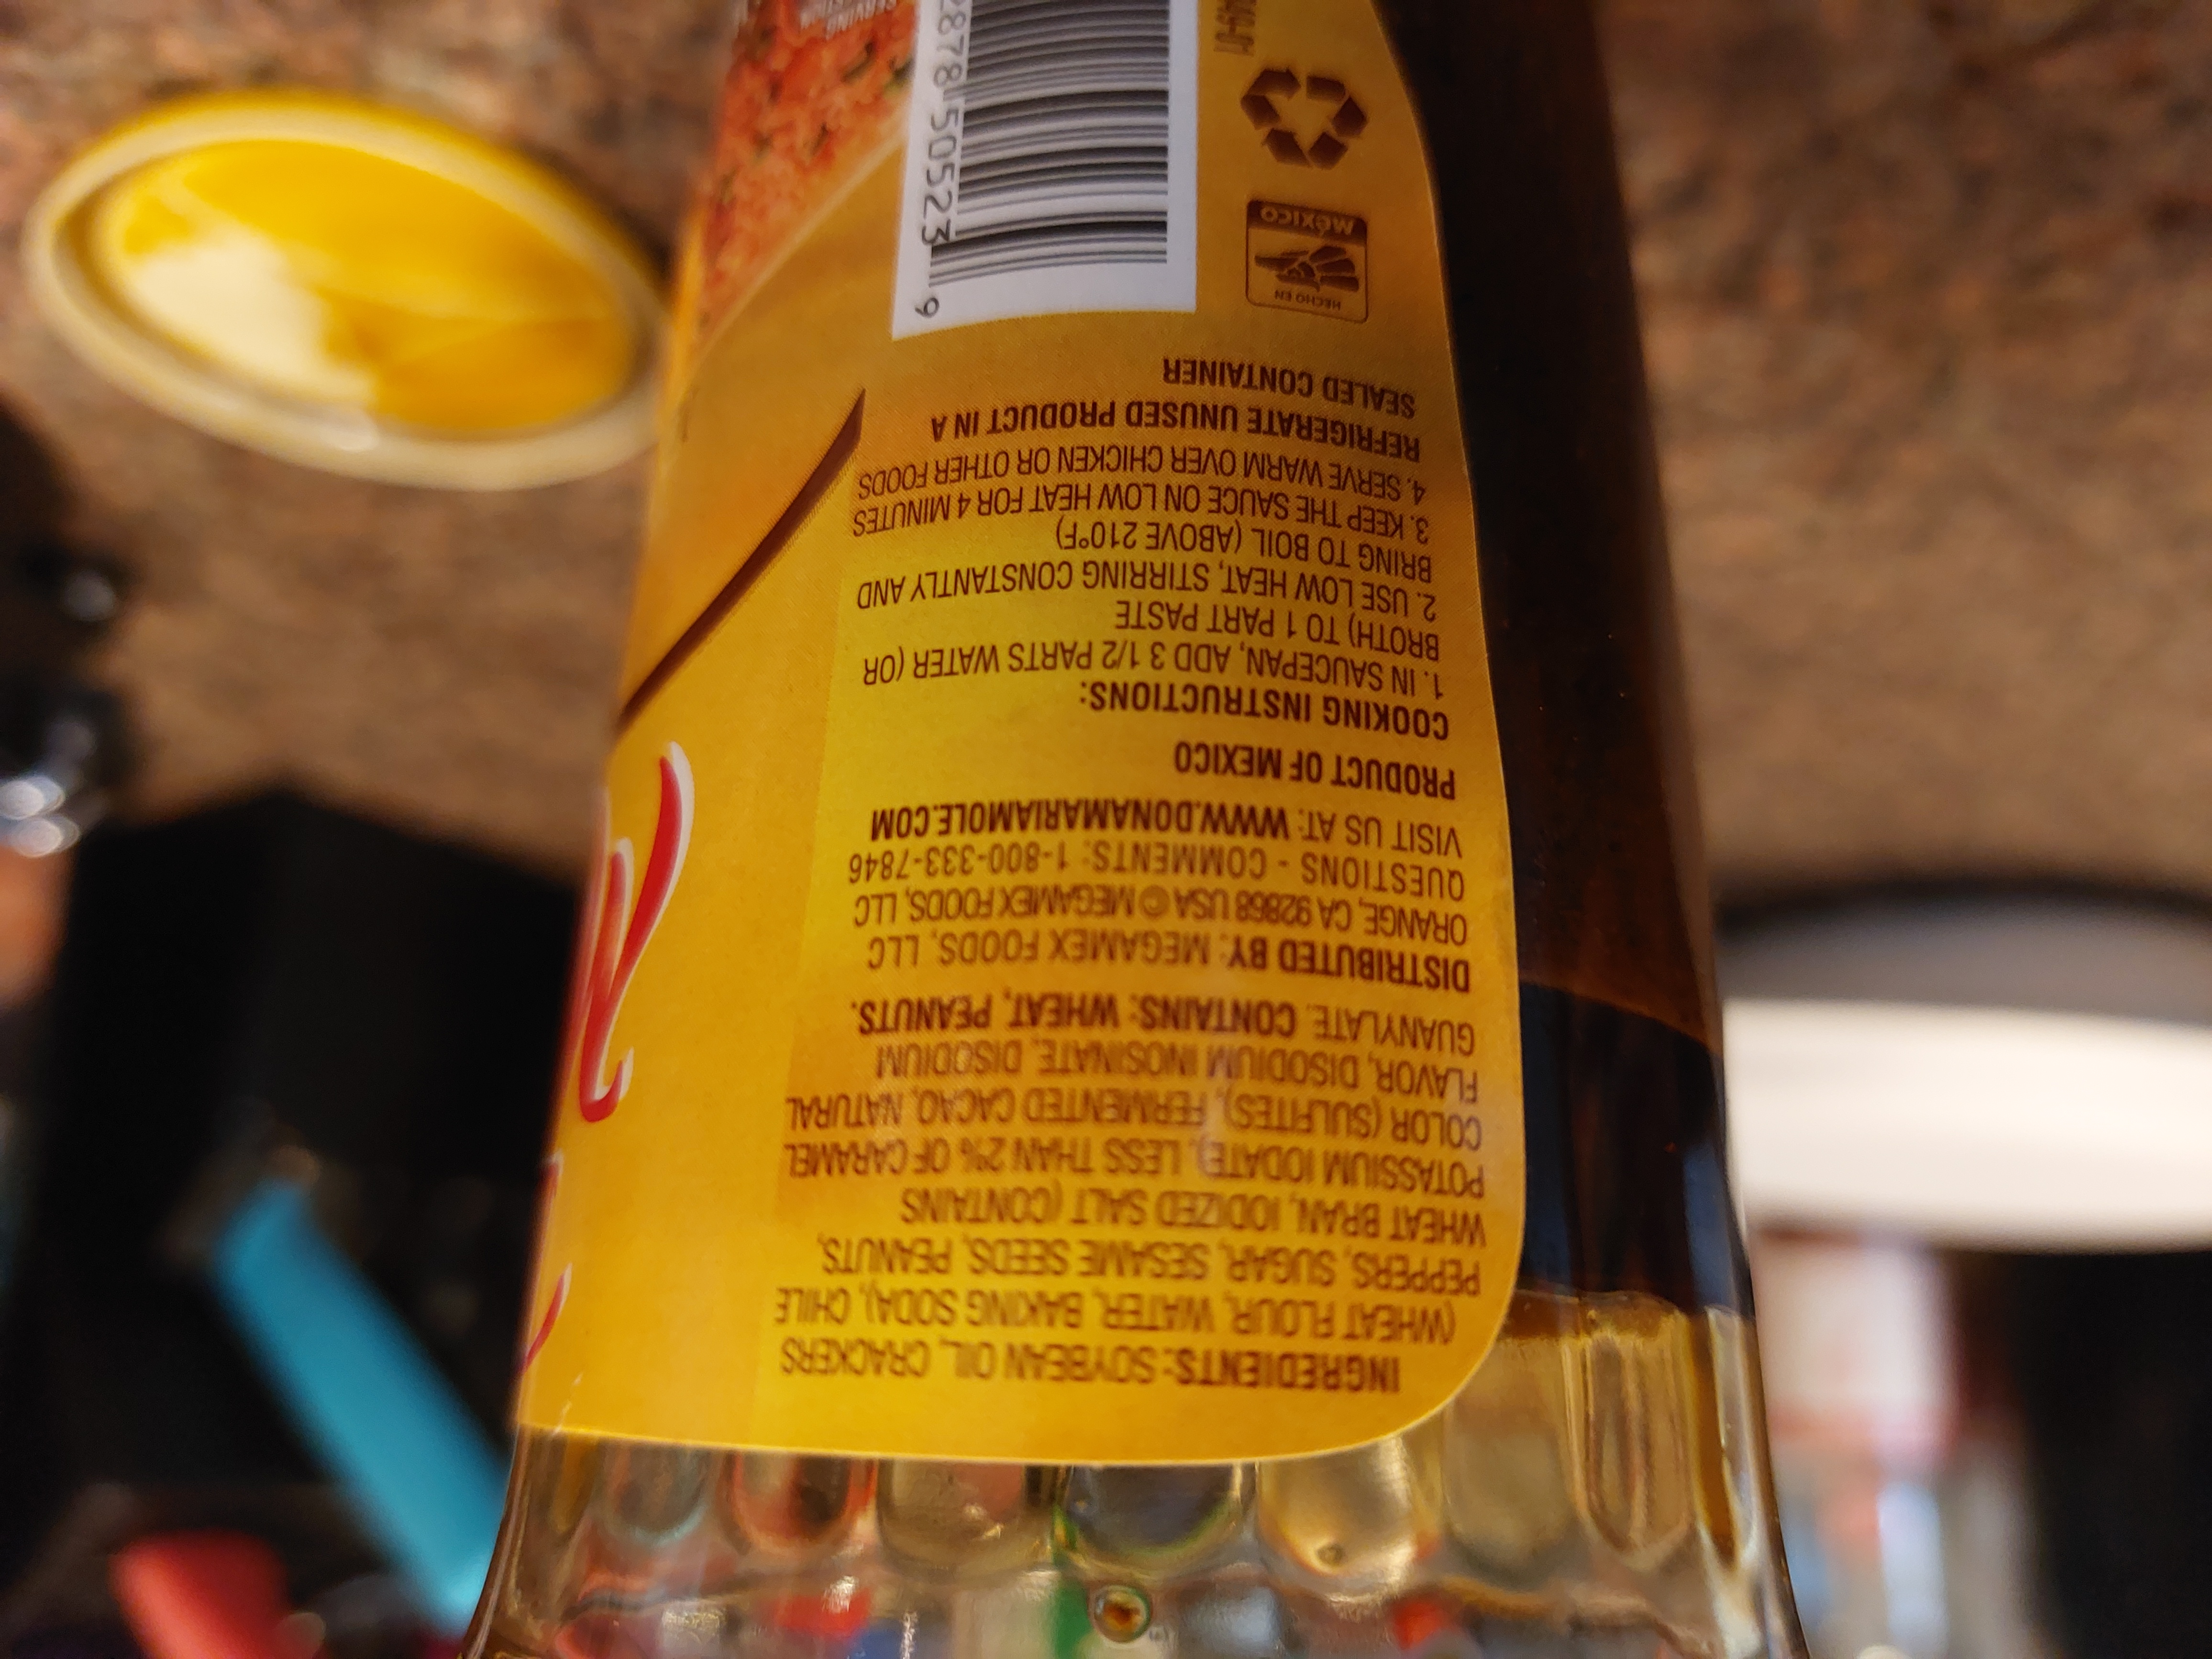 INGREDIENTS: SOYBEAN OIL, CRACKERS
(WHEAT FLOUR, WATER, BAKING SODA), CHILE
PEPPERS, SUGAR, SESAME SEEDS, PEANUTS,
WHEAT BRAN, IODIZED SALT (CONTAINS
POTASSIUM IODATE), LESS THAN 2% OF CARAMEL
COLOR (SULFITES), FERMENTED CACAO, NATURAL
FLAVOR, DISODIUM INOSINATE, DISODIUM
GUANYLATE. CONTAINS: WHEAT, PEANUTS.
DISTRIBUTED BY: MEGAMEX FOODS, LLC
ORANGE, CA 92868 USA © MEGAMEX FOODS, LLC
QUESTIONS - COMMENTS: 1-800-333-7846
VISIT US AT: WWW.DONAMARIAMOLE.COM
PRODUCT OF MEXICO
COOKING INSTRUCTIONS:
1. IN SAUCEPAN, ADD 3 1/2 PARTS WATER (OR
BROTH) TO 1 PART PASTE
2. USE LOW HEAT, STIRRING CONSTANTLY AND
BRING TO BOIL (ABOVE 210°F)
3. KEEP THE SAUCE ON LOW HEAT FOR 4 MINUTES
4. SERVE WARM OVER CHICKEN OR OTHER FOODS
REFRIGERATE UNUSED PRODUCT IN A
SEALED CONTAINER
HECHO EN
MéXICO
2878 50523 9
SERVING